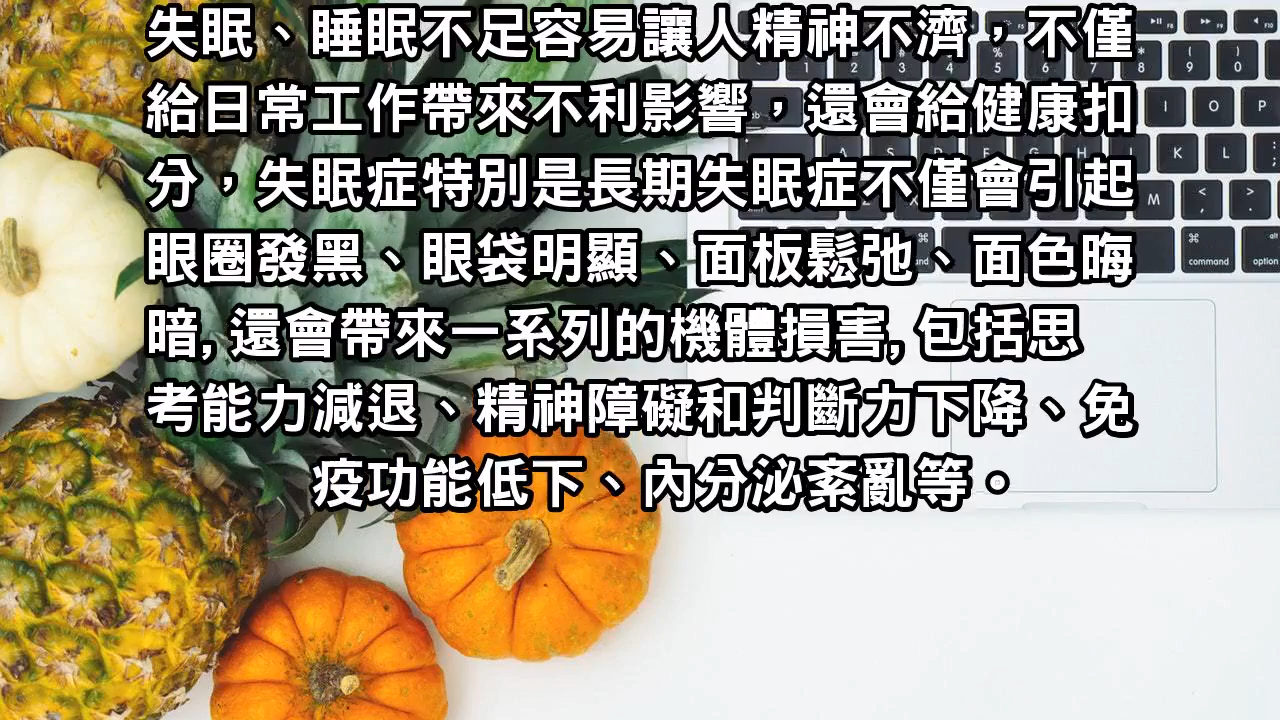 失眠、睡眠不足容易讓人精神不濟，不僅
給日常工作帶來不利影響，還會給健康扣
分，失眠症特別是長期失眠症不僅會引起
眼圈發黑、眼袋明顯、面板鬆弛、面色晦
暗, 還會帶來一系列的機體損害, 包括思
考能力減退、精神障礙和判斷力下降、免
疫功能低下、內分泌紊亂等。
I O P
K L
M < >
⌘ command
⌘ command
alt option